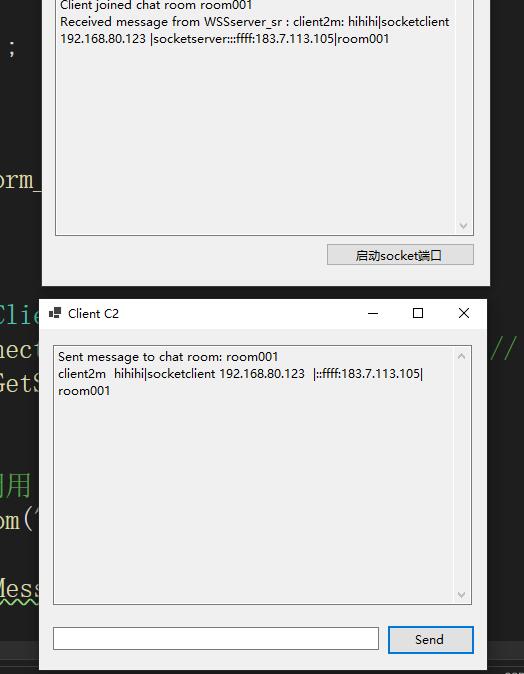 Client joined chat room room001
Received message from WSSserver_sr : client2m: hihihi|socketclient
192.168.80.123 |socketserver:::ffff:183.7.113.105|room001
;
orm_
启动socket端口
Clie
Client C2
nect
//
GetS
Sent message to chat room: room001
client2m  hihihi|socketclient 192.168.80.123  |::ffff:183.7.113.105|
room001
用
om(
Mess
Send